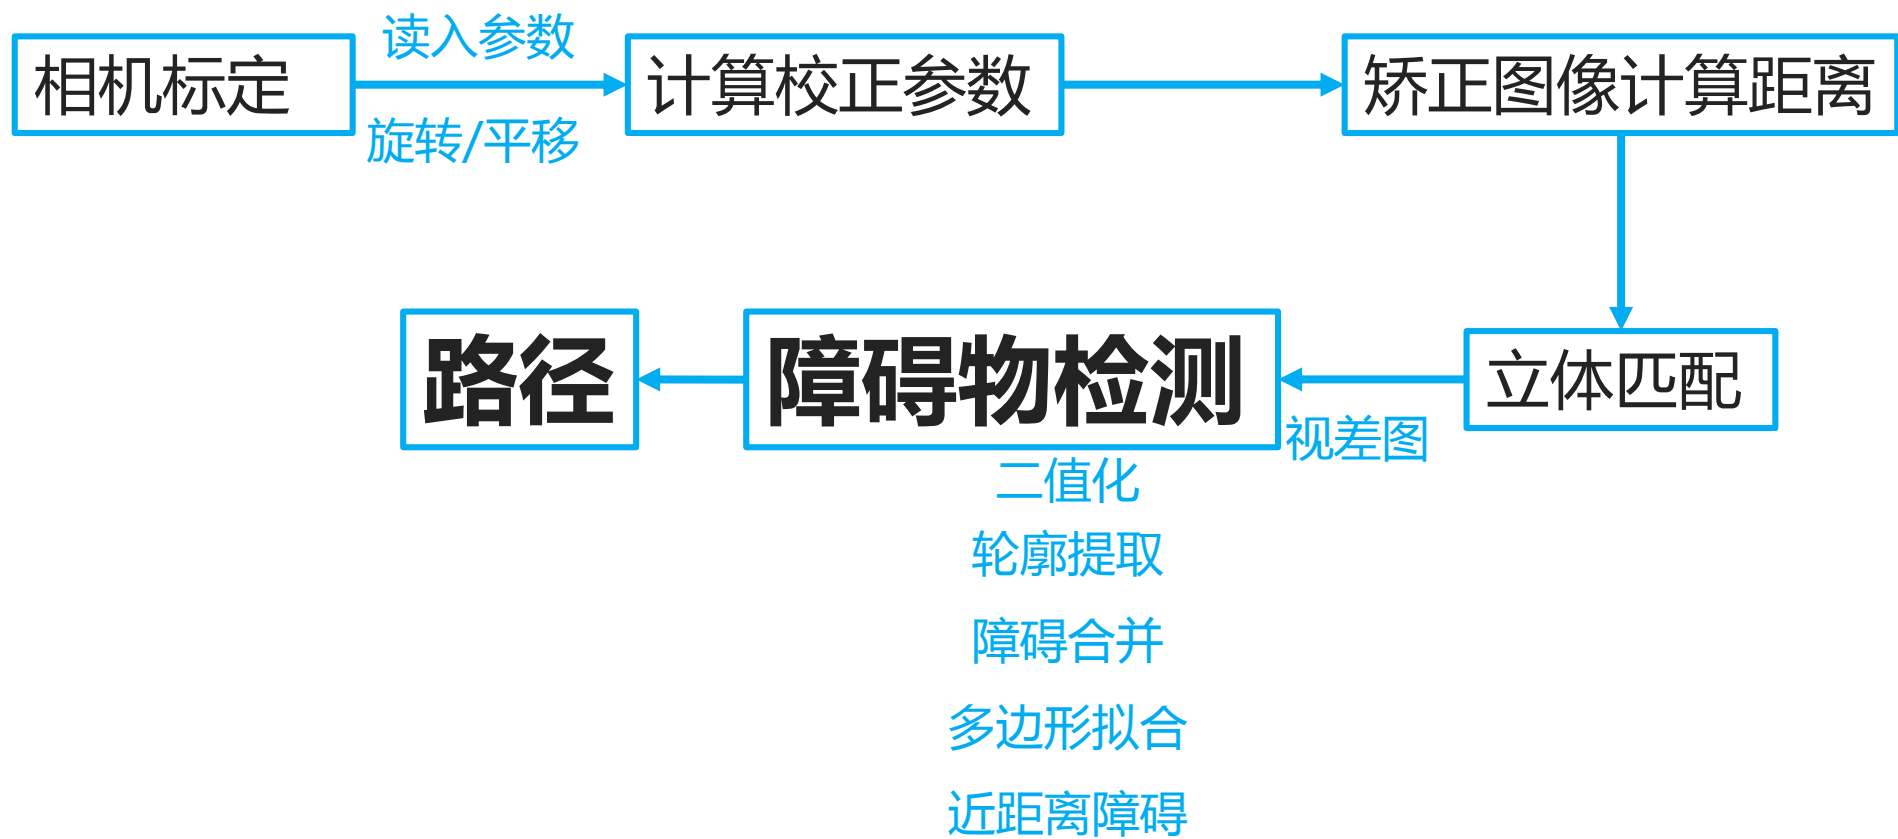 相机标定
读入参数
旋转/平移
计算校正参数
矫正图像计算距离
立体匹配
视差图
障碍物检测
路径
二值化
轮廓提取
障碍合并
多边形拟合
近距离障碍